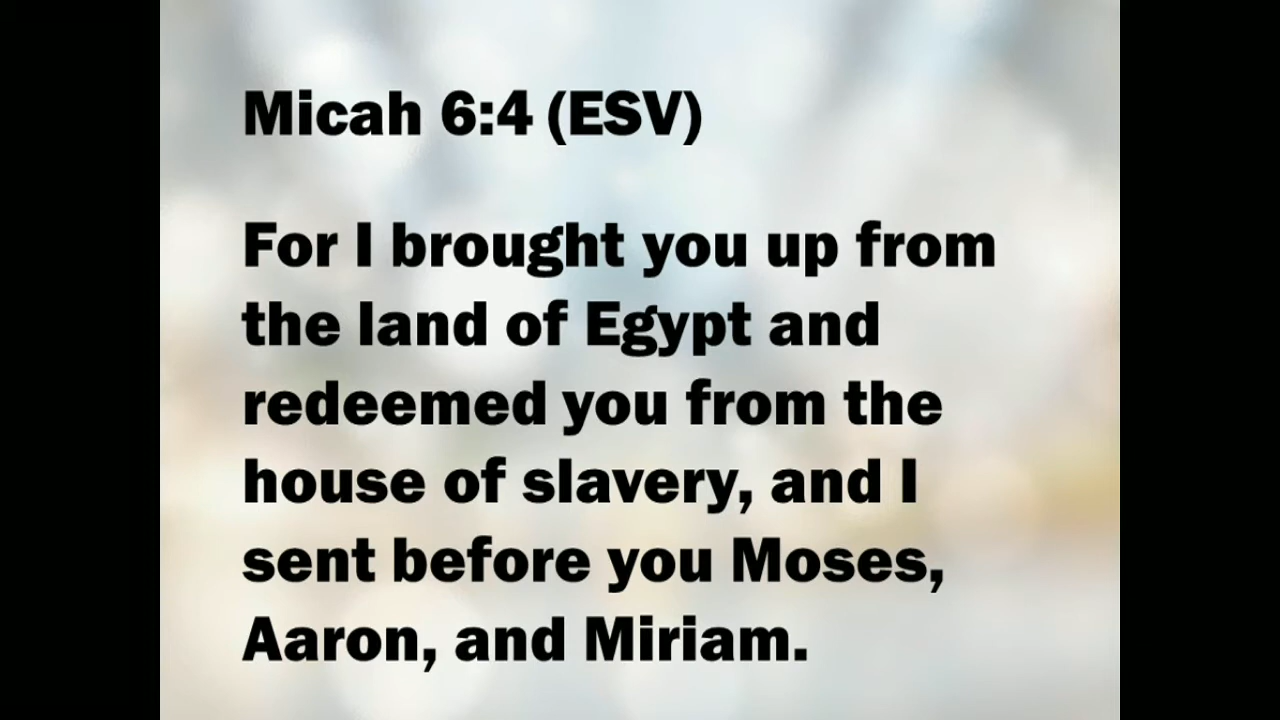 Micah 6:4 (ESV)
For I brought you up from
the land of Egypt and
redeemed you from the
house of slavery, and I
sent before you Moses,
Aaron, and Miriam.